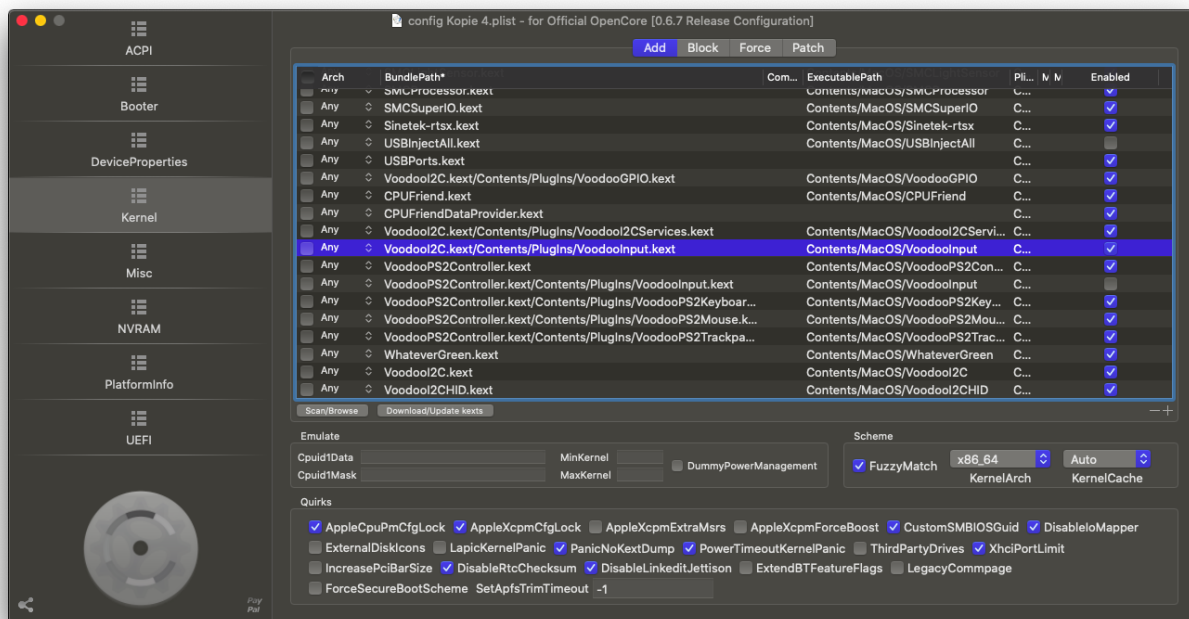 config Kopie 4.plist - for Official OpenCore [0.6.7 Release Configuration]
ACPI
Booter
DeviceProperties
Kernel
Misc
NVRAM
PlatformInfo
UEFI
Pay
Pal
Add Block Force Patch
Arch BundlePath* Com... ExecutablePath Pli... M M Enabled
Any SMCProcessor.kext Contents/MacOS/SMCProcessor
Any SMCSuperIO.kext Contents/MacOS/SMCSuperIO C...
Any Sinetek-rtsx.kext Contents/MacOS/Sinetek-rtsx C...
Any USBInjectAll.kext Contents/MacOS/USBInjectAll C...
Any USBPorts.kext C...
Any VoodooI2C.kext/Contents/PlugIns/VoodooGPIO.kext Contents/MacOS/VoodooGPIO C...
Any CPUFriend.kext Contents/MacOS/CPUFriend C...
Any CPUFriendDataProvider.kext C...
Any VoodooI2C.kext/Contents/PlugIns/VoodooI2CServices.kext Contents/MacOS/VoodooI2CServi... C...
Any VoodooI2C.kext/Contents/PlugIns/VoodooInput.kext Contents/MacOS/VoodooInput C...
Any VoodooPS2Controller.kext Contents/MacOS/VoodooPS2Con... C...
Any VoodooPS2Controller.kext/Contents/PlugIns/VoodooInput.kext Contents/MacOS/VoodooInput C...
Any VoodooPS2Controller.kext/Contents/PlugIns/VoodooPS2Keyboar... Contents/MacOS/VoodooPS2Key... C...
Any VoodooPS2Controller.kext/Contents/PlugIns/VoodooPS2Mouse.k... Contents/MacOS/VoodooPS2Mou... C...
Any VoodooPS2Controller.kext/Contents/PlugIns/VoodooPS2Trackpa... Contents/MacOS/VoodooPS2Trac... C...
Any WhateverGreen.kext Contents/MacOS/WhateverGreen C...
Any VoodooI2C.kext Contents/MacOS/VoodooI2C C...
Any VoodooI2CHID.kext Contents/MacOS/VoodooI2CHID C...
Scan/Browse Download/Update kexts
Emulate
Cpuid1Data MinKernel
Cpuid1Mask MaxKernel
DummyPowerManagement
Scheme
FuzzyMatch x86_64 Auto
KernelArch KernelCache
Quirks
AppleCpuPmCfgLock AppleXcpmCfgLock AppleXcpmExtraMsrs AppleXcpmForceBoost CustomSMBIOSGuid DisableIoMapper
ExternalDiskIcons LapicKernelPanic PanicNoKextDump PowerTimeoutKernelPanic ThirdPartyDrives XhciPortLimit
IncreasePciBarSize DisableRtcChecksum DisableLinkeditJettison ExtendBTFeatureFlags LegacyCommpage
ForceSecureBootScheme SetApfsTrimTimeout -1